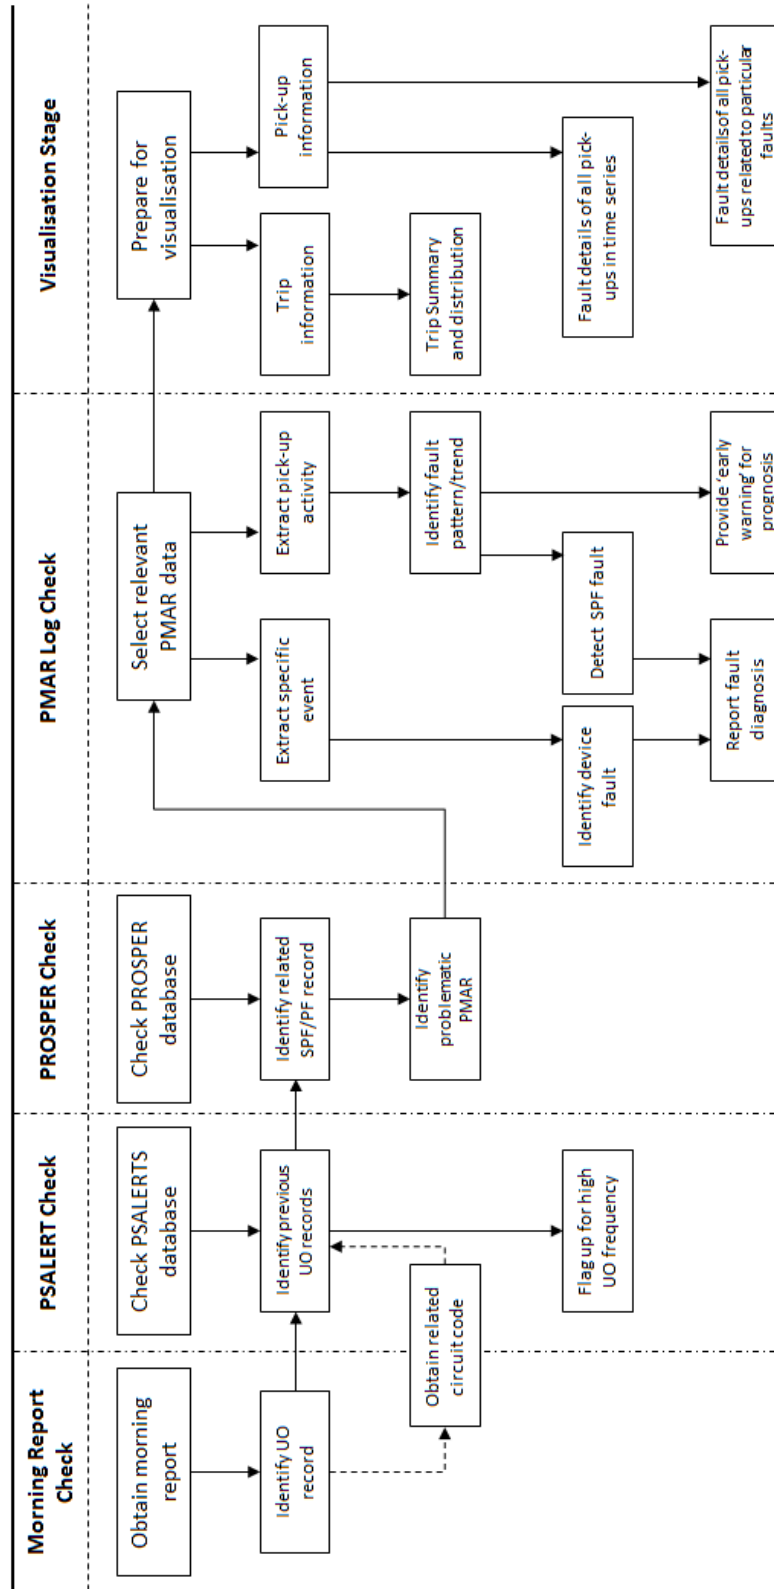 Morning Report
Check
PSALERT Check
PROSPER Check
PMAR Log Check
Visualisation Stage
Obtain morning
report
Check PSALERTS
database
Check PROSPER
database
Select relevant
PMAR data
Prepare for
visualisation
Identify UO
record
Identify previous
UO records
Identify related
SPF/PF record
Extract specific
event
Extract pick-up
activity
Trip
information
Pick-up
information
Obtain related
circuit code
Identify
problematic
PMAR
Identify fault
pattern/trend
Trip Summary
and distribution
Flag up for high
UO frequency
Identify device
fault
Detect SPF fault
Fault details of all pick-
ups in time series
Report fault
diagnosis
Provide ‘early
warning’ for
prognosis
Fault detailsof all pick-
ups related to particular
faults